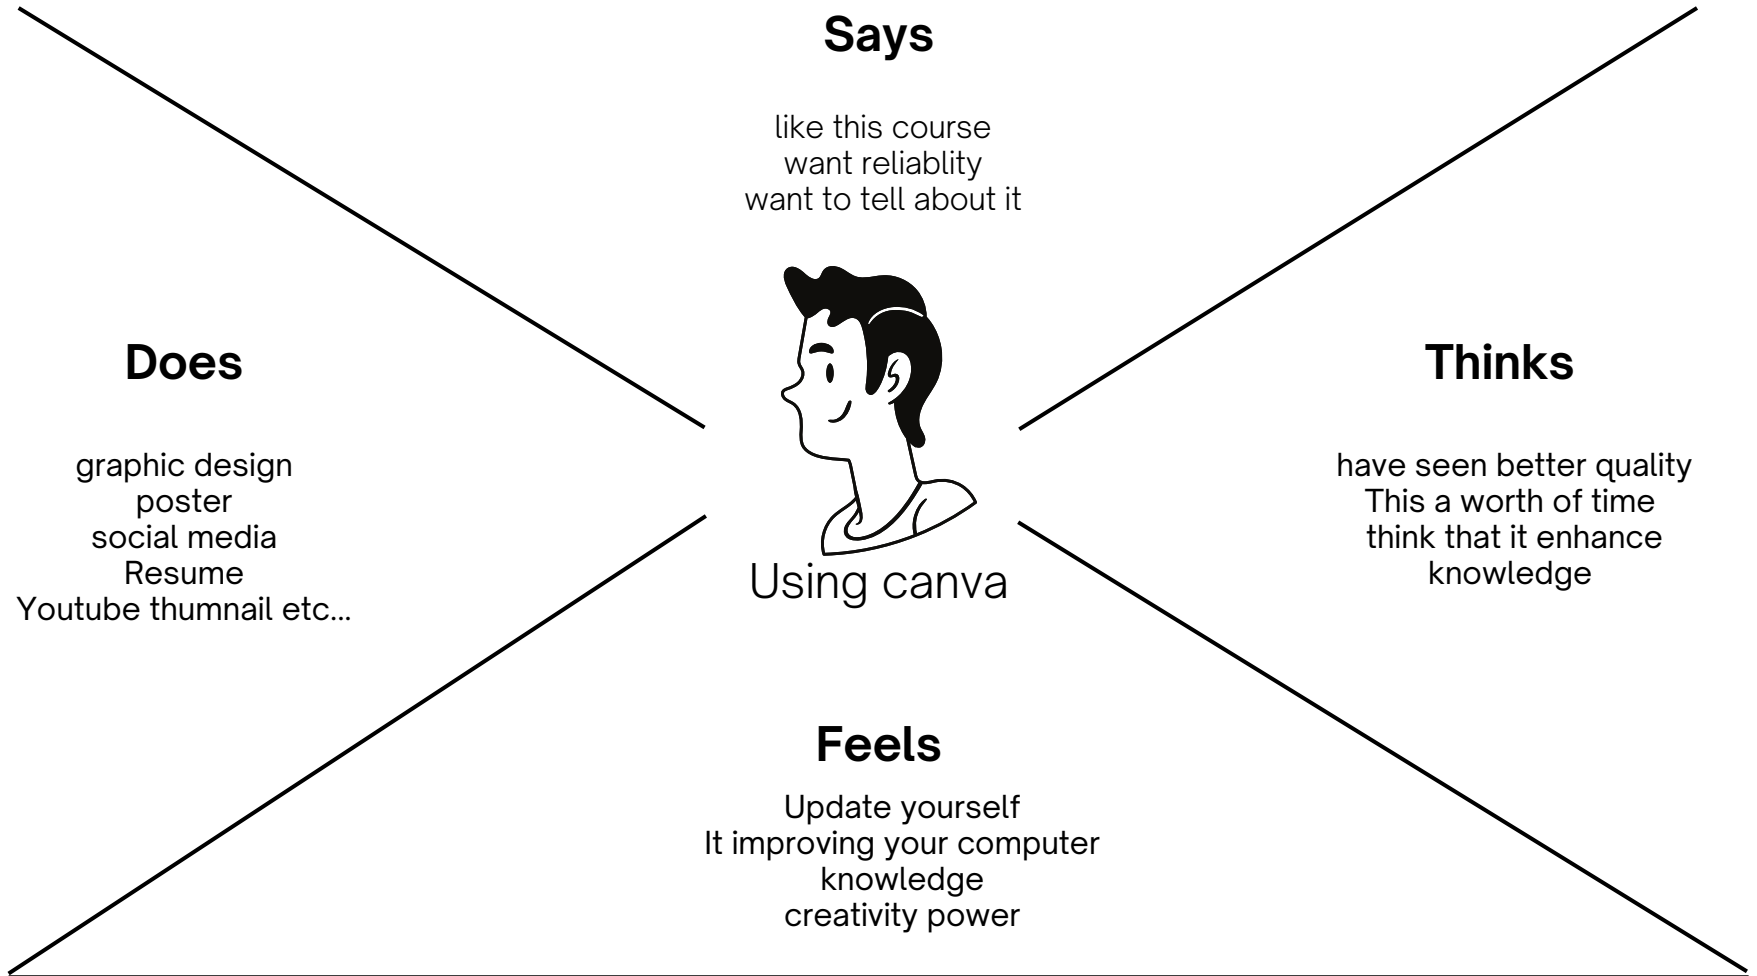 Says
like this course
want reliablity
want to tell about it
Does
graphic design
poster
social media
Resume
Youtube thumnail etc...
Thinks
have seen better quality
This a worth of time
think that it enhance
knowledge
Using canva
Feels
Update yourself
It improving your computer
knowledge
creativity power